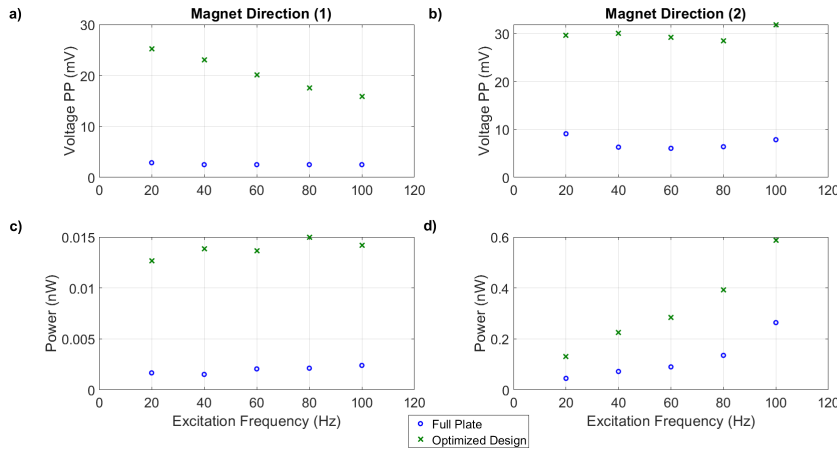 a)
Magnet Direction (1)
Voltage PP (mV)
30
20
10
0
0 20 40 60 80 100 120
b)
Magnet Direction (2)
Voltage PP (mV)
30
20
10
0
0 20 40 60 80 100 120
c)
Power (nW)
0.015
0.01
0.005
0
0 20 40 60 80 100 120
Excitation Frequency (Hz)
d)
Power (nW)
0.6
0.4
0.2
0
0 20 40 60 80 100 120
Excitation Frequency (Hz)
Full Plate
Optimized Design